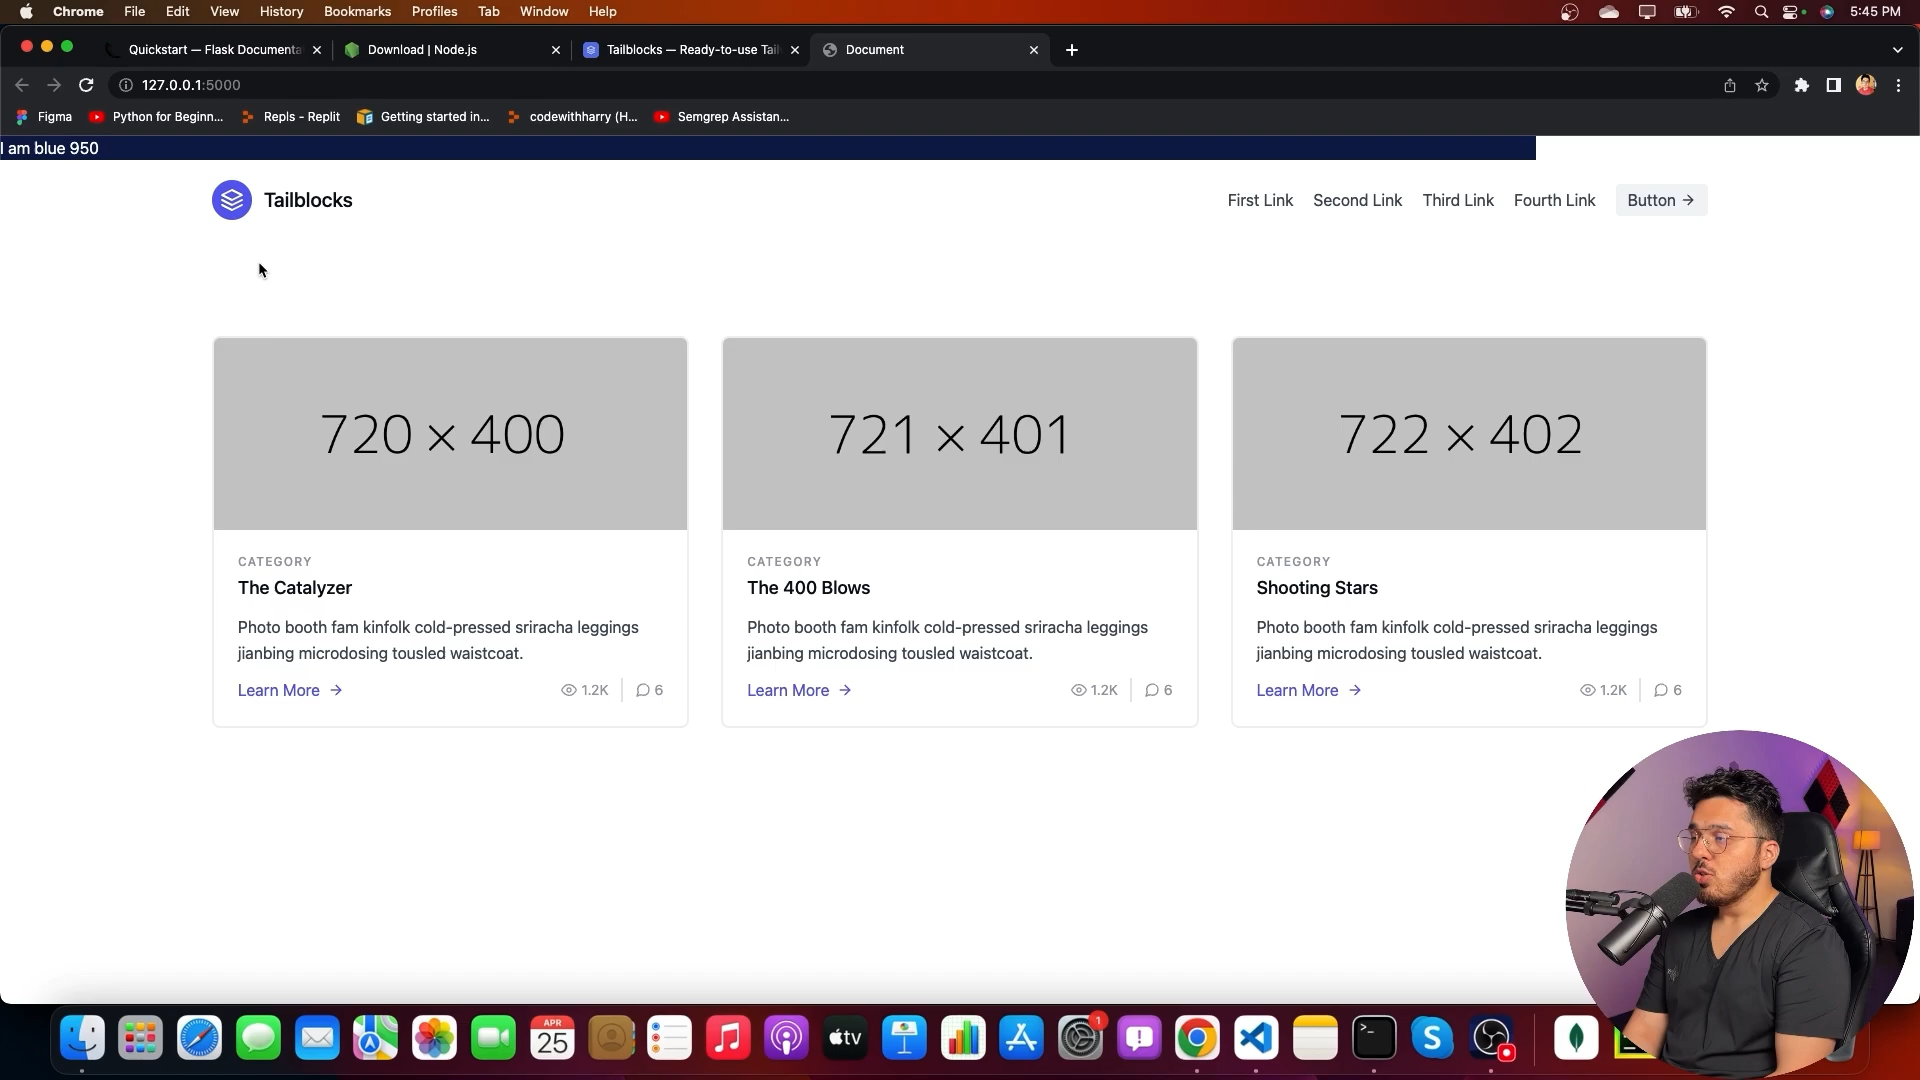 Chrome File Edit View History Bookmarks Profiles Tab Window Help 5:45 PM
Quickstart — Flask Documenta Download | Node.js Tailblocks — Ready-to-use Tail Document
127.0.0.1:5000
Figma Python for Beginn... Repls - Replit Getting started in... codewithharry (H... Semgrep Assistan...
I am blue 950
Tailblocks First Link Second Link Third Link Fourth Link Button →
720 × 400 721 × 401 722 × 402
CATEGORY CATEGORY CATEGORY
The Catalyzer The 400 Blows Shooting Stars
Photo booth fam kinfolk cold-pressed sriracha leggings Photo booth fam kinfolk cold-pressed sriracha leggings Photo booth fam kinfolk cold-pressed sriracha leggings
jianbing microdosing tousled waistcoat. jianbing microdosing tousled waistcoat. jianbing microdosing tousled waistcoat.
Learn More → 1.2K 6 Learn More → 1.2K 6 Learn More → 1.2K 6
APR
25
tv
1